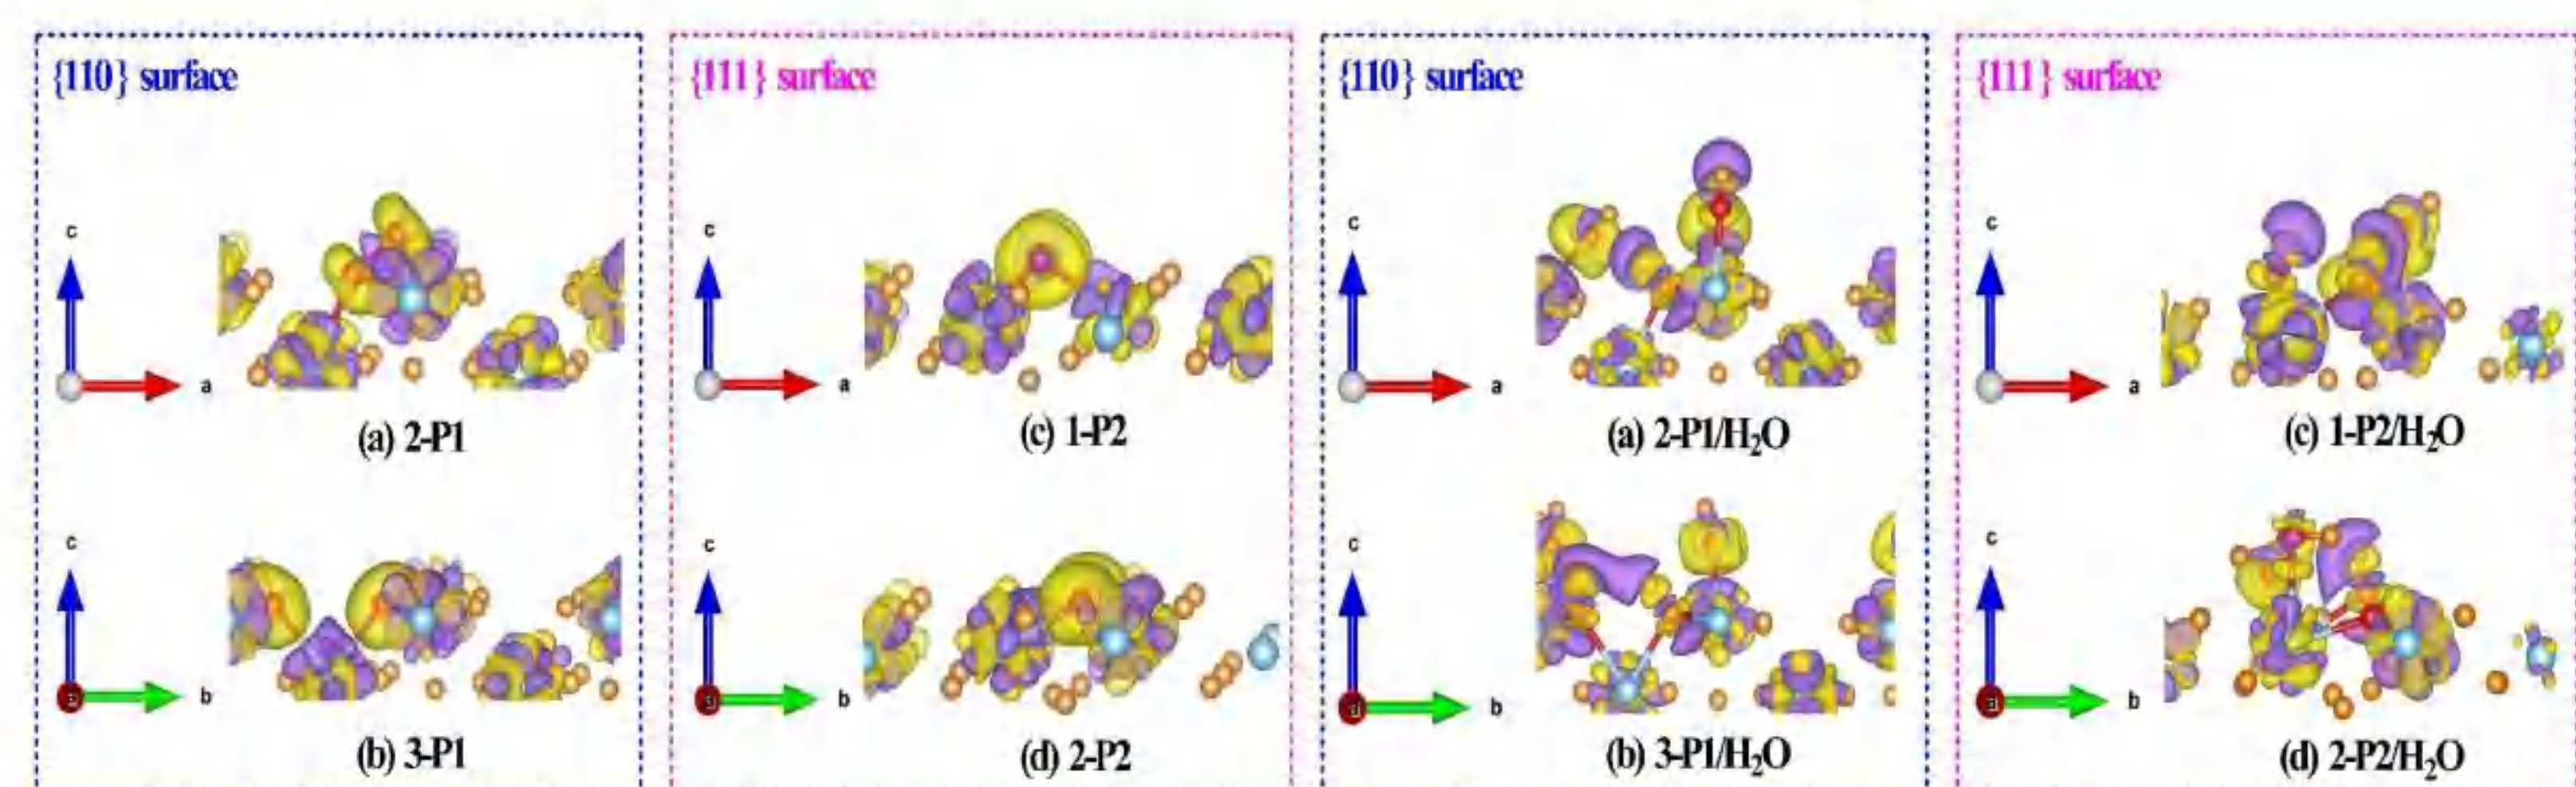 {110} surface
c
a
(a) 2-P1
c
a
b
(b) 3-P1
{111} surface
c
a
(c) 1-P2
c
a
b
(d) 2-P2
{110} surface
c
a
(a) 2-P1/H₂O
c
a
b
(b) 3-P1/H₂O
{111} surface
c
a
(c) 1-P2/H₂O
c
a
b
(d) 2-P2/H₂O